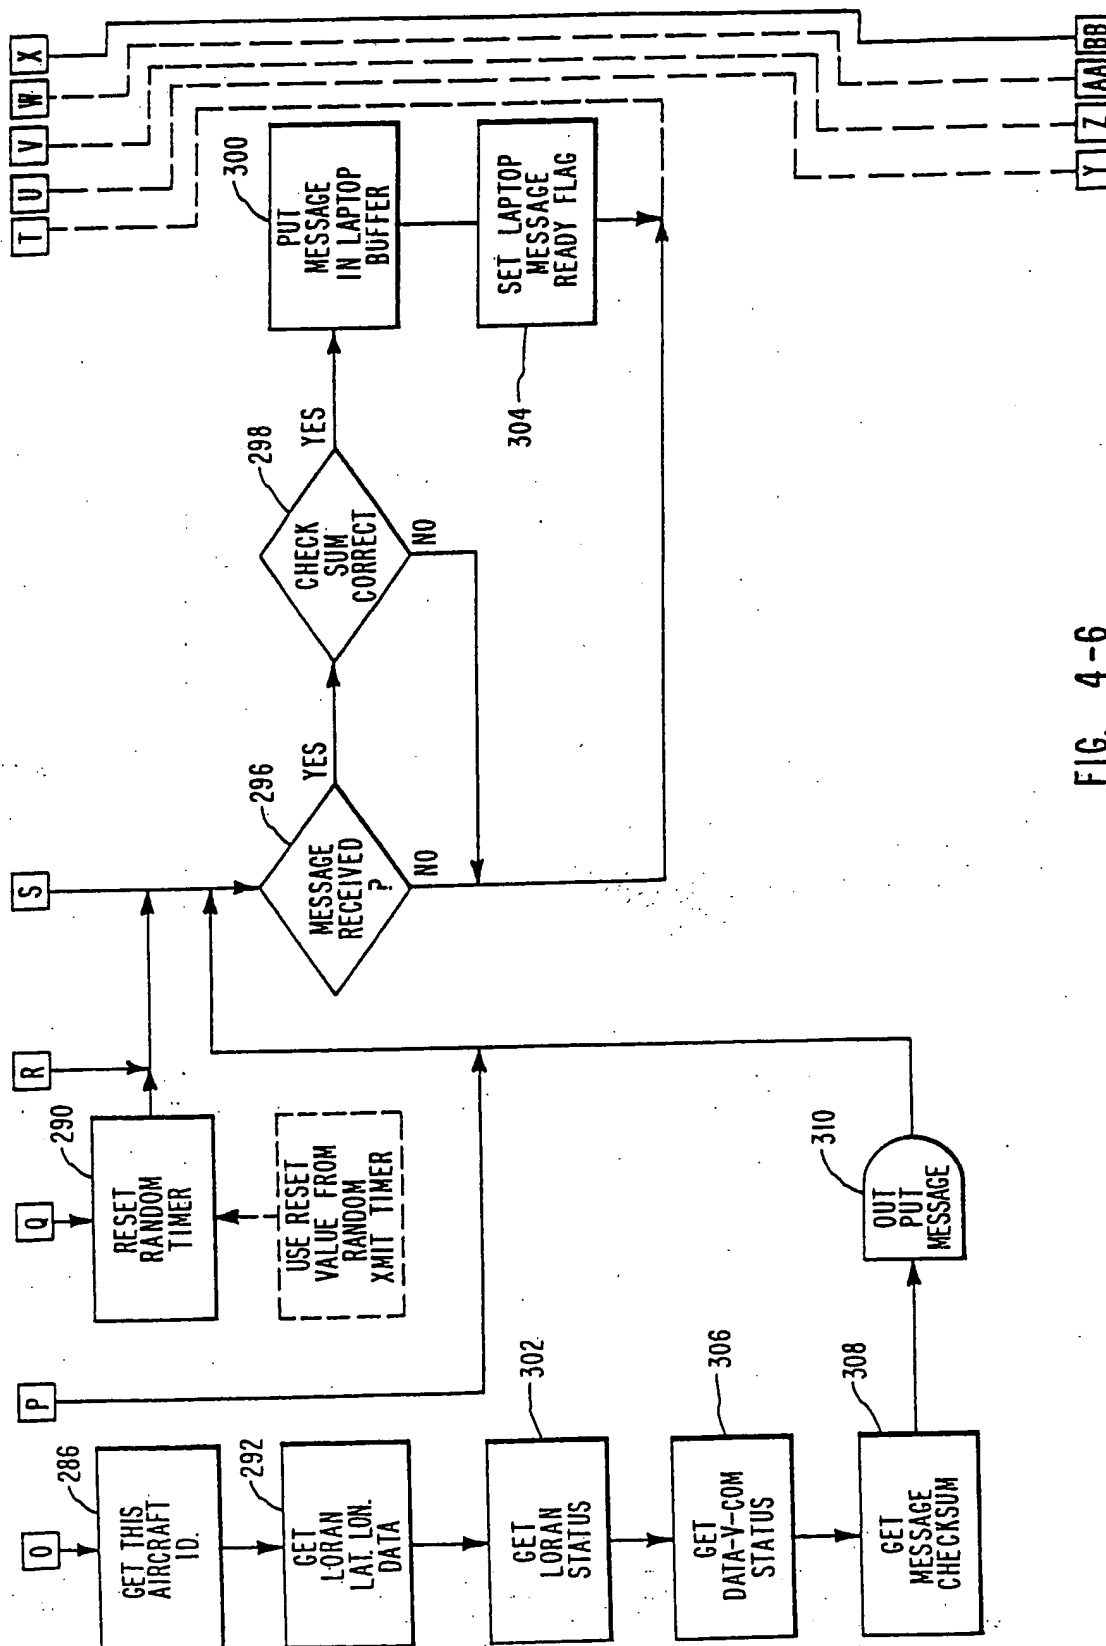 O
P
Q
R
S
T
U
V
W
X
286
GET THIS
AIRCRAFT
ID.
290
RESET
RANDOM
TIMER
USE RESET
VALUE FROM
RANDOM
XMIT TIMER
292
GET
LORAN
LAT. LON.
DATA
296
MESSAGE
RECEIVED
?
YES
NO
298
CHECK
SUM
CORRECT
YES
NO
300
PUT
MESSAGE
IN LAPTOP
BUFFER
302
GET
LORAN
STATUS
304
SET LAPTOP
MESSAGE
READY FLAG
306
GET
DATA-V-COM
STATUS
308
GET
MESSAGE
CHECKSUM
310
OUT
PUT
MESSAGE
Y
Z
AA
BB
FIG. 4-6